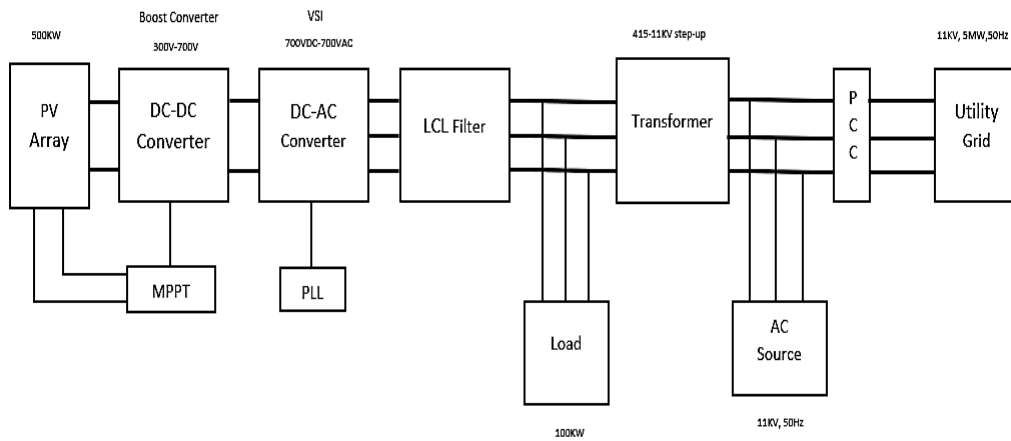 Boost Converter
300V-700V
VSI
700VDC-700VAC
500KW
415-11KV step-up
11KV, 5MW,50Hz
PV
Array
DC-DC
Converter
DC-AC
Converter
LCL Filter
Transformer
P
C
C
Utility
Grid
MPPT
PLL
Load
AC
Source
100KW
11KV, 50Hz